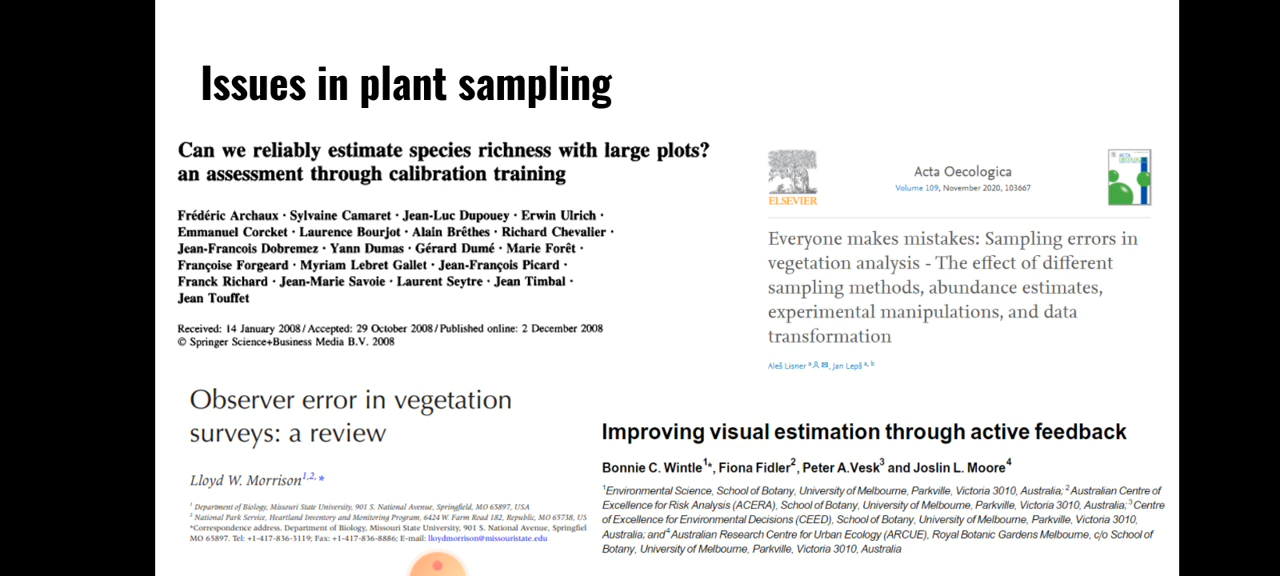 Issues in plant sampling
Can we reliably estimate species richness with large plots?
an assessment through calibration training
Frédéric Archaux · Sylvaine Camaret · Jean-Luc Dupouey · Erwin Ulrich ·
Emmanuel Corcket · Laurence Bourjot · Alain Brêthes · Richard Chevalier ·
Jean-Francois Dobremez · Yann Dumas · Gérard Dumé · Marie Forêt ·
Françoise Forgeard · Myriam Lebret Gallet · Jean-François Picard ·
Franck Richard · Jean-Marie Savoie · Laurent Seytre · Jean Timbal ·
Jean Touffet
Received: 14 January 2008 / Accepted: 29 October 2008 / Published online: 2 December 2008
© Springer Science+Business Media B.V. 2008
ELSEVIER
Acta Oecologica
Volume 109, November 2020, 103667
Everyone makes mistakes: Sampling errors in
vegetation analysis - The effect of different
sampling methods, abundance estimates,
experimental manipulations, and data
transformation
Aleš Lisner a, Jan Lepš a, b
Observer error in vegetation
surveys: a review
Lloyd W. Morrison1,2,*
1 Department of Biology, Missouri State University, 901 S. National Avenue, Springfield, MO 65897, USA
2 National Park Service, Heartland Inventory and Monitoring Program, 6424 W. Farm Road 182, Republic, MO 65738, US
*Correspondence address. Department of Biology, Missouri State University, 901 S. National Avenue, Springfiel
MO 65897. Tel: +1-417-836-3119; Fax: +1-417-836-8886; E-mail: lloydmorrison@missouristate.edu
Improving visual estimation through active feedback
Bonnie C. Wintle1*, Fiona Fidler2, Peter A.Vesk3 and Joslin L. Moore4
1Environmental Science, School of Botany, University of Melbourne, Parkville, Victoria 3010, Australia; 2Australian Centre of
Excellence for Risk Analysis (ACERA), School of Botany, University of Melbourne, Parkville, Victoria 3010, Australia; 3Centre
of Excellence for Environmental Decisions (CEED), School of Botany, University of Melbourne, Parkville, Victoria 3010,
Australia; and 4Australian Research Centre for Urban Ecology (ARCUE), Royal Botanic Gardens Melbourne, c/o School of
Botany, University of Melbourne, Parkville, Victoria 3010, Australia